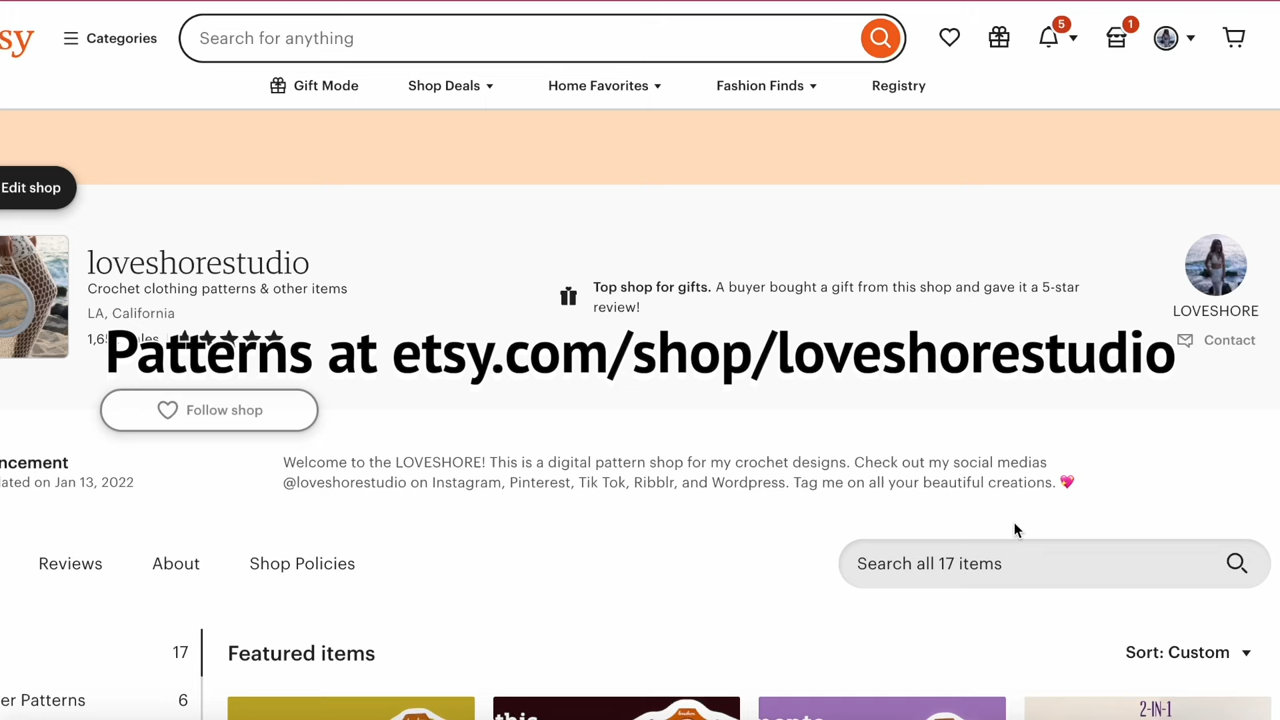 sy
Categories
Search for anything
5
1
Gift Mode
Shop Deals
Home Favorites
Fashion Finds
Registry
Edit shop
loveshorestudio
Crochet clothing patterns & other items
LA, California
Top shop for gifts. A buyer bought a gift from this shop and gave it a 5-star
review!
LOVESHORE
Contact
Patterns at etsy.com/shop/loveshorestudio
Follow shop
ncement
ated on Jan 13, 2022
Welcome to the LOVESHORE! This is a digital pattern shop for my crochet designs. Check out my social medias
@loveshorestudio on Instagram, Pinterest, Tik Tok, Ribblr, and Wordpress. Tag me on all your beautiful creations. 💖
Reviews
About
Shop Policies
Search all 17 items
17
Featured items
Sort: Custom
er Patterns
6
2-IN-1